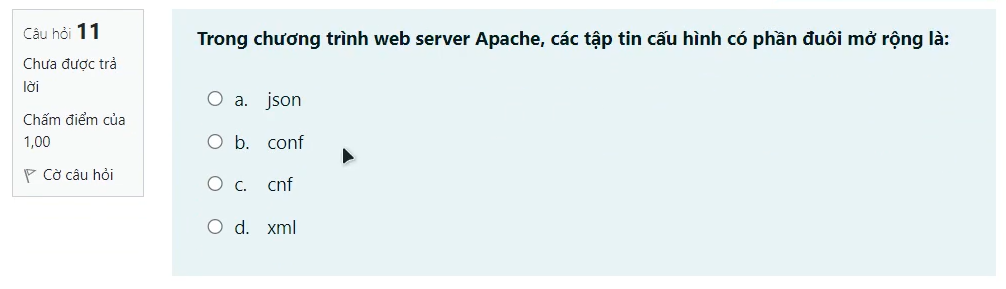 Câu hỏi 11
Chưa được trả
lời
Chấm điểm của
1,00
Cờ câu hỏi
Trong chương trình web server Apache, các tập tin cấu hình có phần đuôi mở rộng là:
a. json
b. conf
c. cnf
d. xml